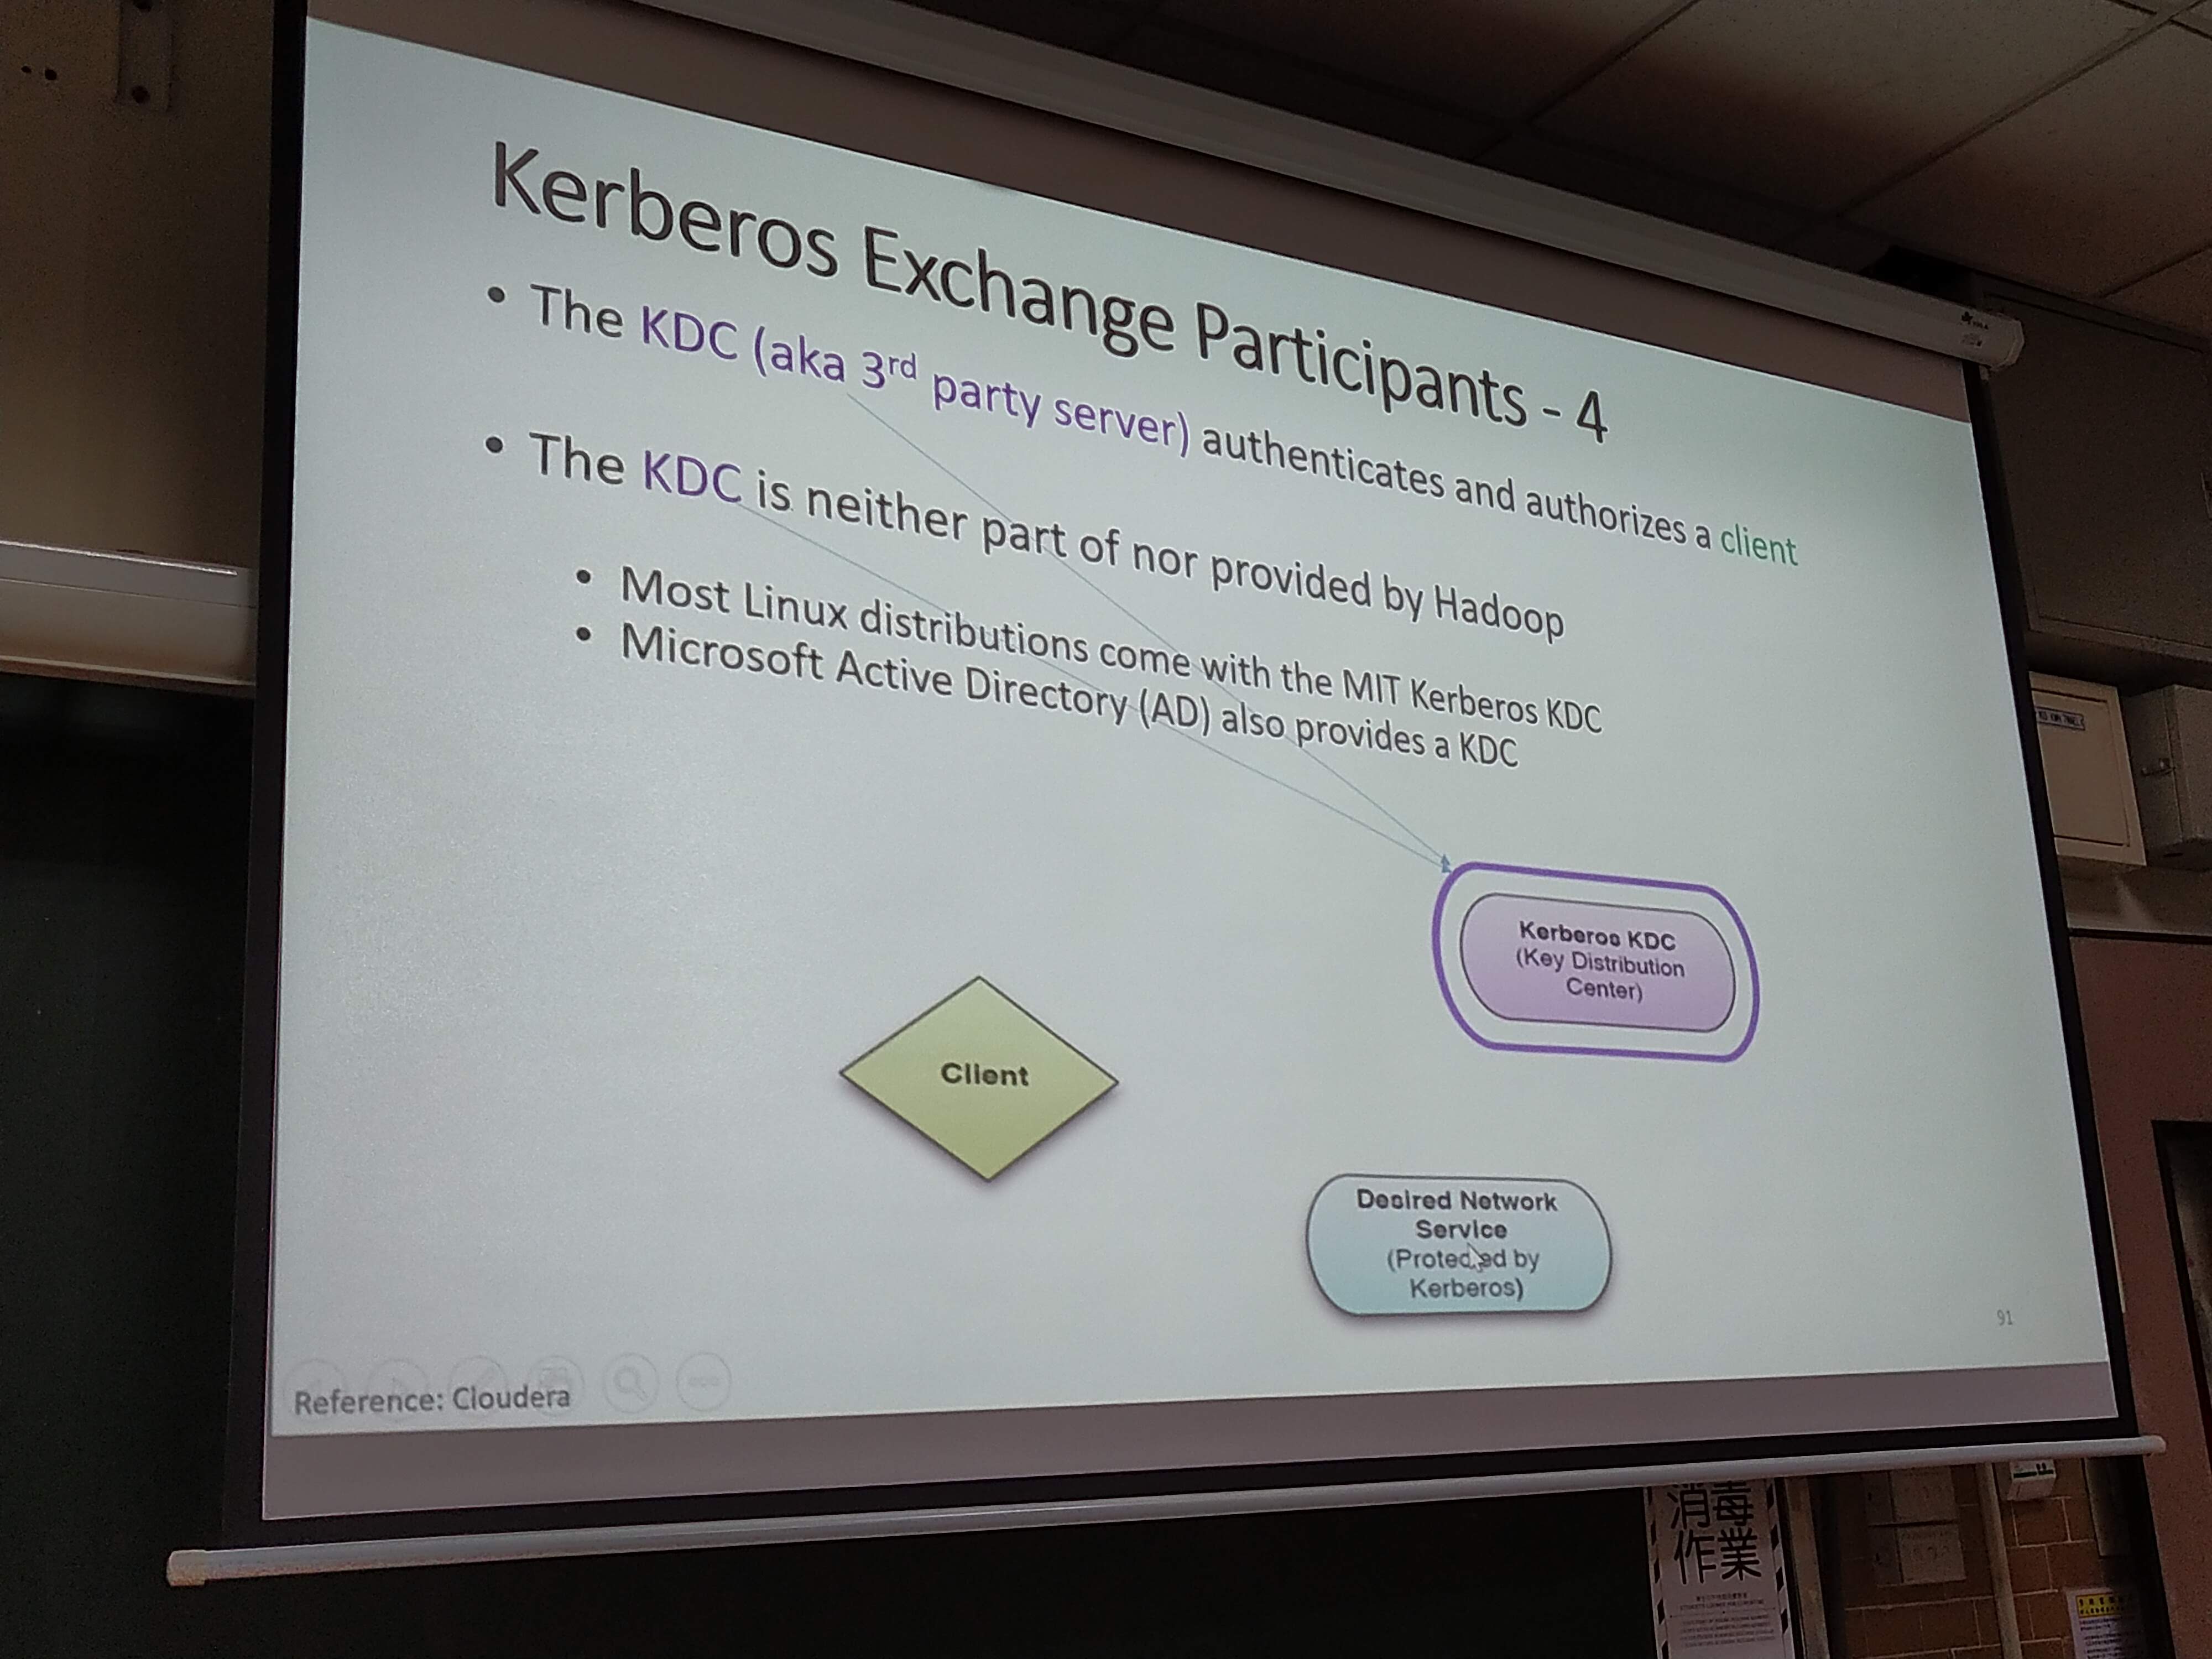 Kerberos Exchange Participants - 4
• The KDC (aka 3rd party server) authenticates and authorizes a client
• The KDC is neither part of nor provided by Hadoop
• Most Linux distributions come with the MIT Kerberos KDC
• Microsoft Active Directory (AD) also provides a KDC
Kerberos KDC
(Key Distribution
Center)
Client
Desired Network
Service
(Protected by
Kerberos)
91
Reference: Cloudera
消毒
作業